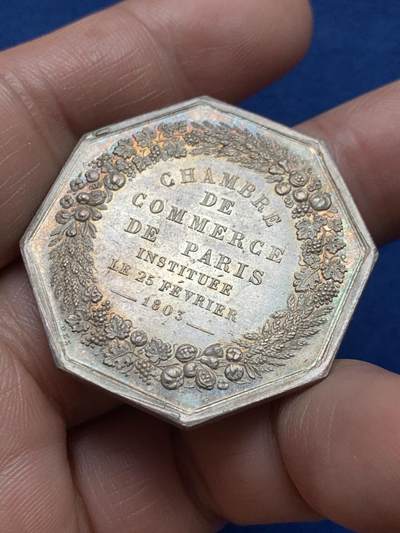 CHAMBRE
DE
COMMERCE
DE PARIS
INSTITUÉE
LE 25 FÉVRIER
1803